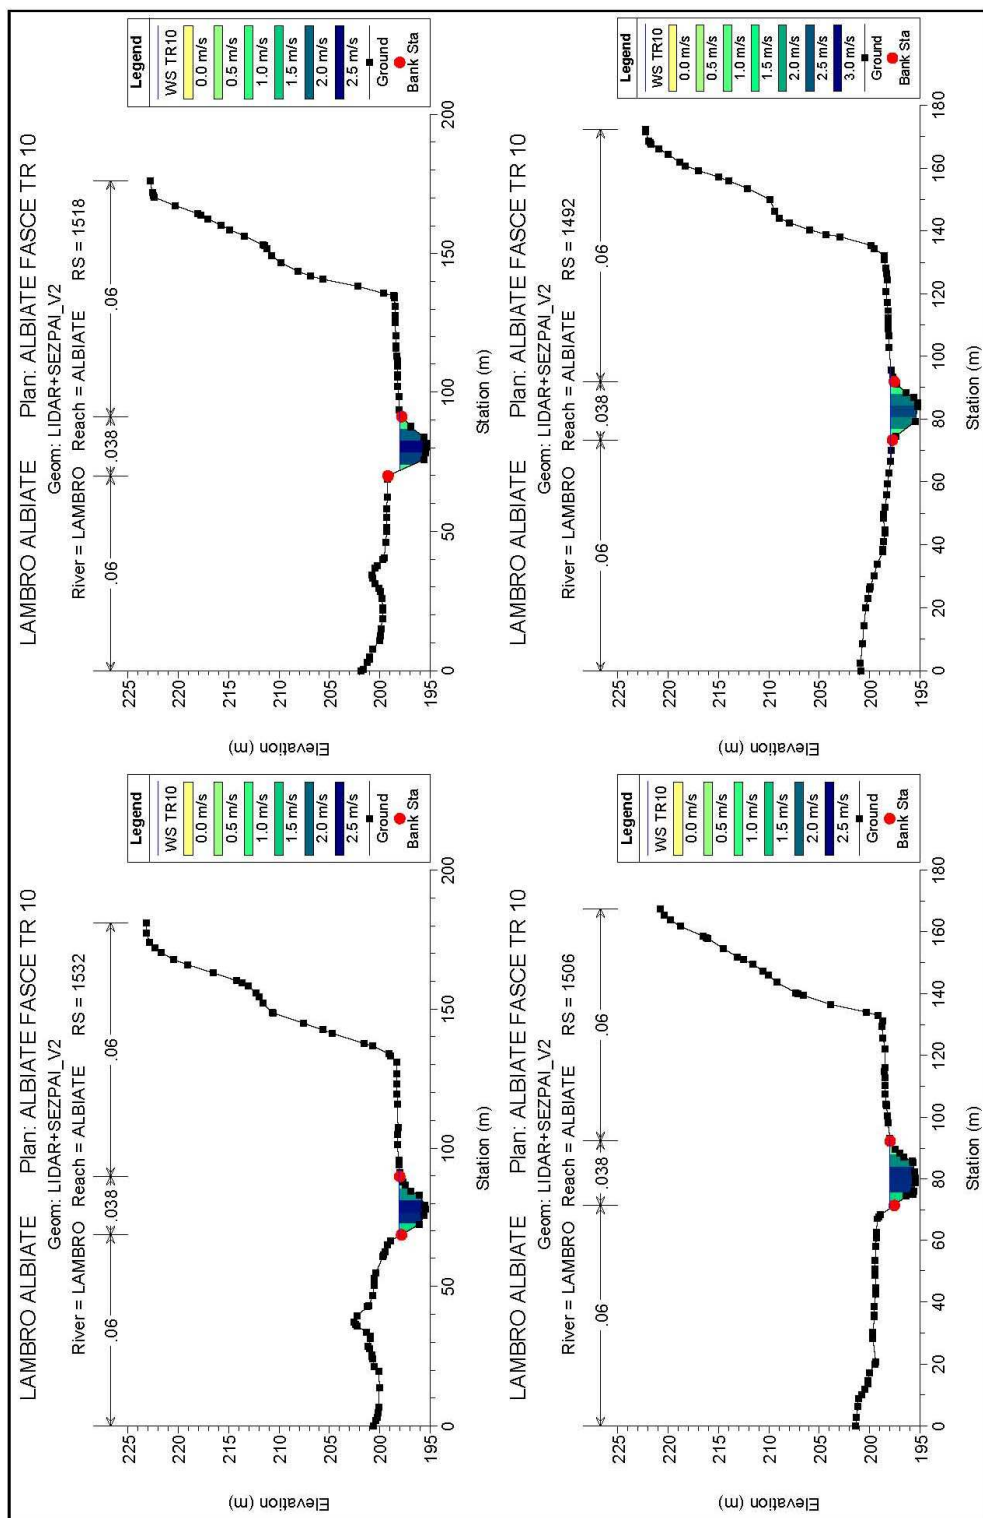 LAMBRO ALBIATE Plan: ALBIATE FASCE TR 10
Geom: LIDAR+SEZPAI_V2
River = LAMBRO Reach = ALBIATE RS = 1532
.06
.038
.06
225
220
215
210
205
200
195
Elevation (m)
0
50
100
150
200
Station (m)
Legend
WS TR10
0.0 m/s
0.5 m/s
1.0 m/s
1.5 m/s
2.0 m/s
2.5 m/s
Ground
Bank Sta
LAMBRO ALBIATE Plan: ALBIATE FASCE TR 10
Geom: LIDAR+SEZPAI_V2
River = LAMBRO Reach = ALBIATE RS = 1518
.06
.038
.06
225
220
215
210
205
200
195
Elevation (m)
0
50
100
150
200
Station (m)
Legend
WS TR10
0.0 m/s
0.5 m/s
1.0 m/s
1.5 m/s
2.0 m/s
2.5 m/s
Ground
Bank Sta
LAMBRO ALBIATE Plan: ALBIATE FASCE TR 10
Geom: LIDAR+SEZPAI_V2
River = LAMBRO Reach = ALBIATE RS = 1506
.06
.038
.06
225
220
215
210
205
200
195
Elevation (m)
0
20
40
60
80
100
120
140
160
180
Station (m)
Legend
WS TR10
0.0 m/s
0.5 m/s
1.0 m/s
1.5 m/s
2.0 m/s
2.5 m/s
Ground
Bank Sta
LAMBRO ALBIATE Plan: ALBIATE FASCE TR 10
Geom: LIDAR+SEZPAI_V2
River = LAMBRO Reach = ALBIATE RS = 1492
.06
.038
.06
225
220
215
210
205
200
195
Elevation (m)
0
20
40
60
80
100
120
140
160
180
Station (m)
Legend
WS TR10
0.0 m/s
0.5 m/s
1.0 m/s
1.5 m/s
2.0 m/s
2.5 m/s
3.0 m/s
Ground
Bank Sta